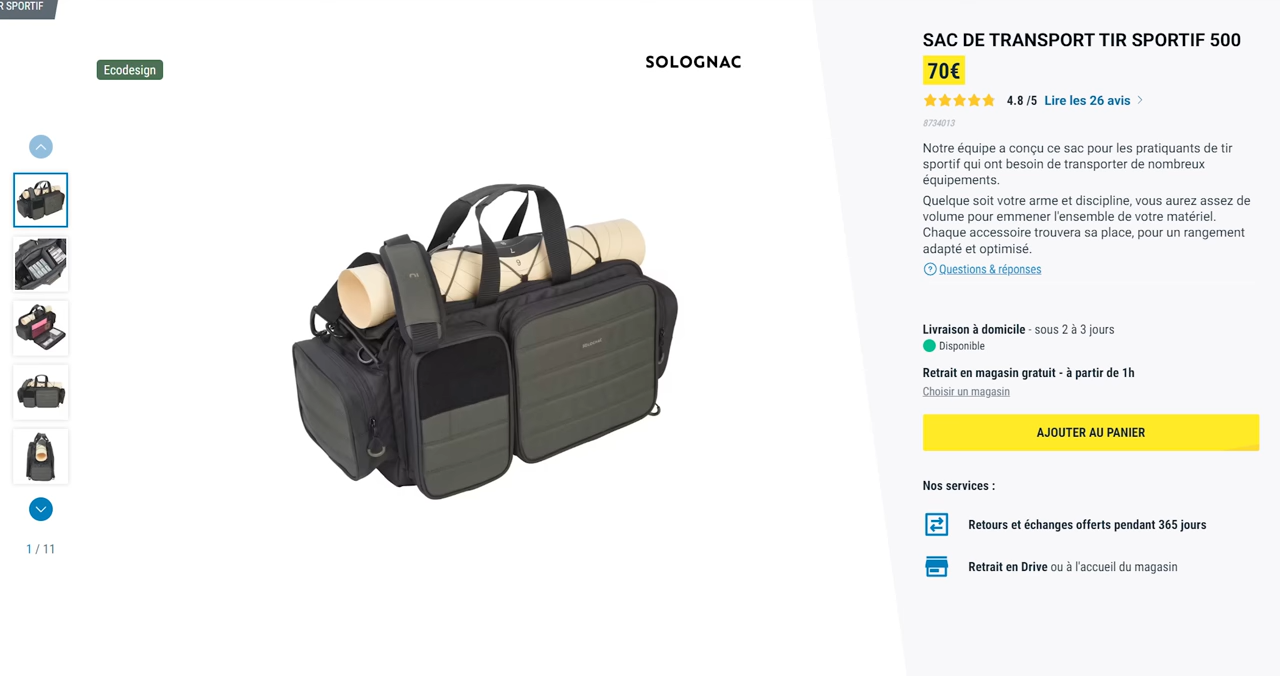 R SPORTIF
Ecodesign
SOLOGNAC
1 / 11
SAC DE TRANSPORT TIR SPORTIF 500
70€
4.8 /5 Lire les 26 avis
8734013
Notre équipe a conçu ce sac pour les pratiquants de tir
sportif qui ont besoin de transporter de nombreux
équipements.
Quelque soit votre arme et discipline, vous aurez assez de
volume pour emmener l'ensemble de votre matériel.
Chaque accessoire trouvera sa place, pour un rangement
adapté et optimisé.
Questions & réponses
Livraison à domicile - sous 2 à 3 jours
Disponible
Retrait en magasin gratuit - à partir de 1h
Choisir un magasin
AJOUTER AU PANIER
Nos services :
Retours et échanges offerts pendant 365 jours
Retrait en Drive ou à l'accueil du magasin